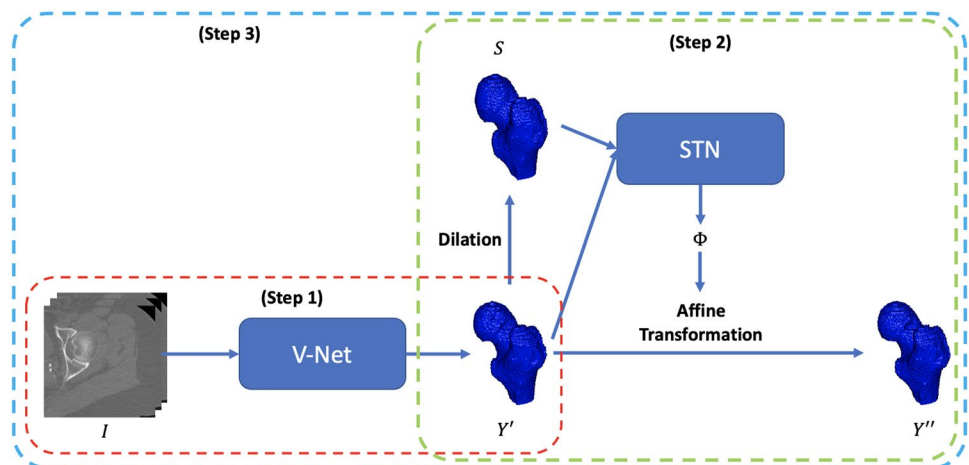 (Step 3)
S
(Step 2)
STN
Dilation
Φ
(Step 1)
Affine
Transformation
V-Net
I
Y′
Y′′